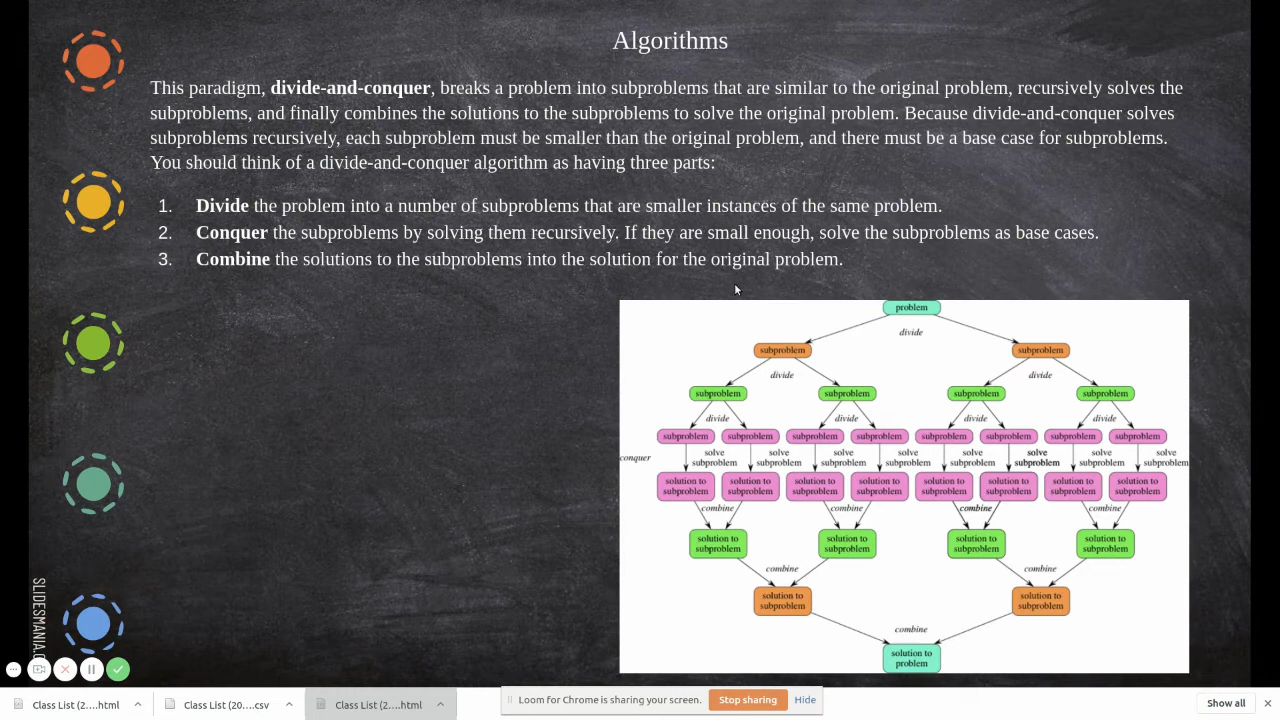 Algorithms
This paradigm, divide-and-conquer, breaks a problem into subproblems that are similar to the original problem, recursively solves the
subproblems, and finally combines the solutions to the subproblems to solve the original problem. Because divide-and-conquer solves
subproblems recursively, each subproblem must be smaller than the original problem, and there must be a base case for subproblems.
You should think of a divide-and-conquer algorithm as having three parts:
1. Divide the problem into a number of subproblems that are smaller instances of the same problem.
2. Conquer the subproblems by solving them recursively. If they are small enough, solve the subproblems as base cases.
3. Combine the solutions to the subproblems into the solution for the original problem.
problem
divide
subproblem subproblem
divide divide
subproblem subproblem subproblem subproblem
divide divide divide divide
subproblem subproblem subproblem subproblem subproblem subproblem subproblem subproblem
solve solve solve solve solve solve solve solve
conquer subproblem subproblem subproblem subproblem subproblem subproblem subproblem subproblem
solution to solution to solution to solution to solution to solution to solution to solution to
subproblem subproblem subproblem subproblem subproblem subproblem subproblem subproblem
combine combine combine combine
solution to solution to solution to solution to
subproblem subproblem subproblem subproblem
combine combine
solution to solution to
subproblem subproblem
combine
solution to
problem
SLIDESMANIA.C
Class List (2....html
Class List (20....csv
Class List (2....html
Loom for Chrome is sharing your screen.
Stop sharing
Hide
Show all